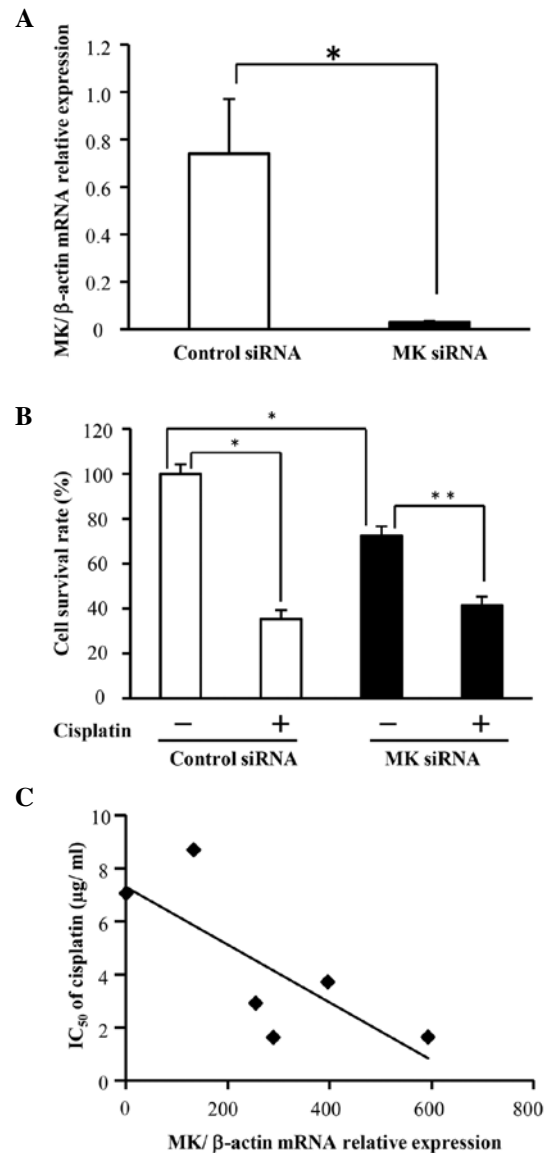 A
MK/ β-actin mRNA relative expression
1.2
1.0
0.8
0.6
0.4
0.2
0
*
Control siRNA MK siRNA
B
Cell survival rate (%)
120
100
80
60
40
20
0
*
*
* *
Cisplatin − + − +
Control siRNA MK siRNA
C
IC50 of cisplatin (µg/ ml)
10
8
6
4
2
0
0 200 400 600 800
MK/ β-actin mRNA relative expression